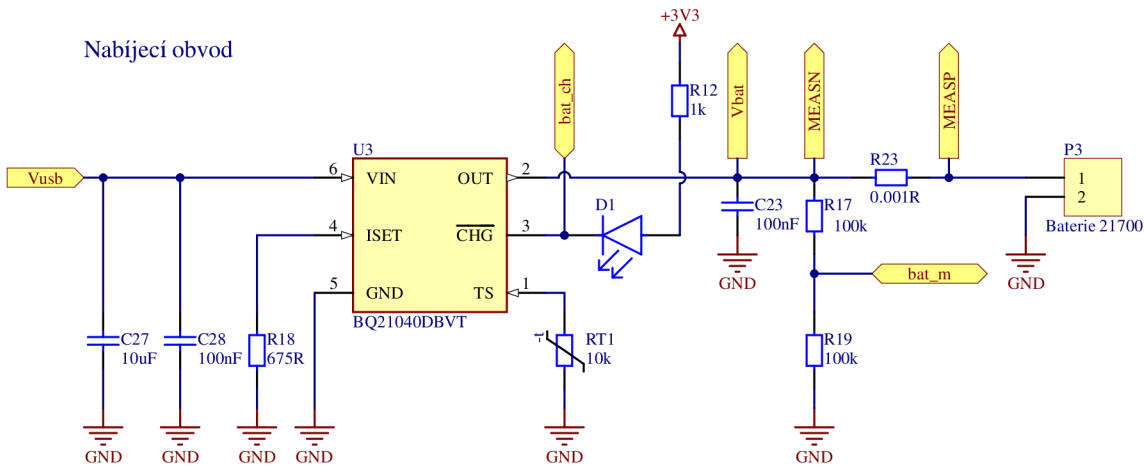 +3V3
Nabíjecí obvod
bat_ch
R12
1k
Vbat
MEASN
MEASP
U3
R23
0.001R
P3
Vusb
6
VIN
OUT
2
1
2
Baterie 21700
4
ISET
CHG
3
D1
C23
100nF
R17
100k
5
GND
TS
1
GND
bat_m
GND
BQ21040DBVT
C27
10uF
C28
100nF
R18
675R
-t
RT1
10k
R19
100k
GND
GND
GND
GND
GND
GND